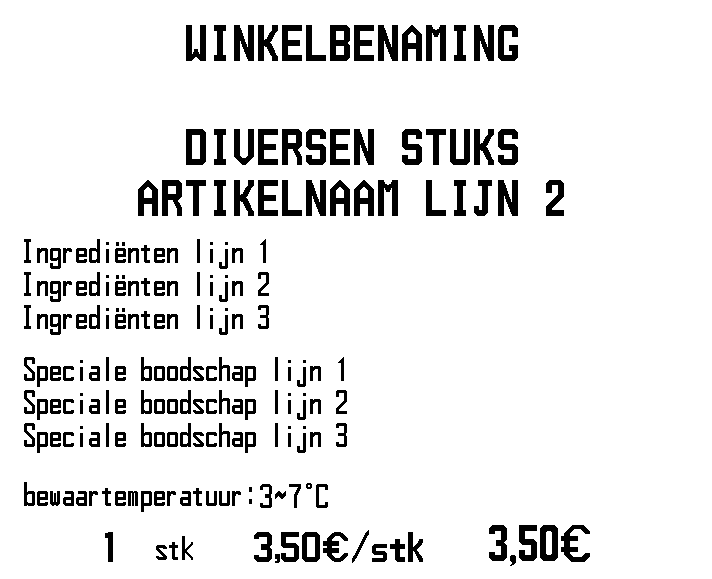 WINKELBENAMING
DIVERSEN STUKS
ARTIKELNAAM LIJN 2
Ingrediënten lijn 1
Ingrediënten lijn 2
Ingrediënten lijn 3
Speciale boodschap lijn 1
Speciale boodschap lijn 2
Speciale boodschap lijn 3
bewaartemperatuur:3~7°C
1 stk 3,50€/stk 3,50€